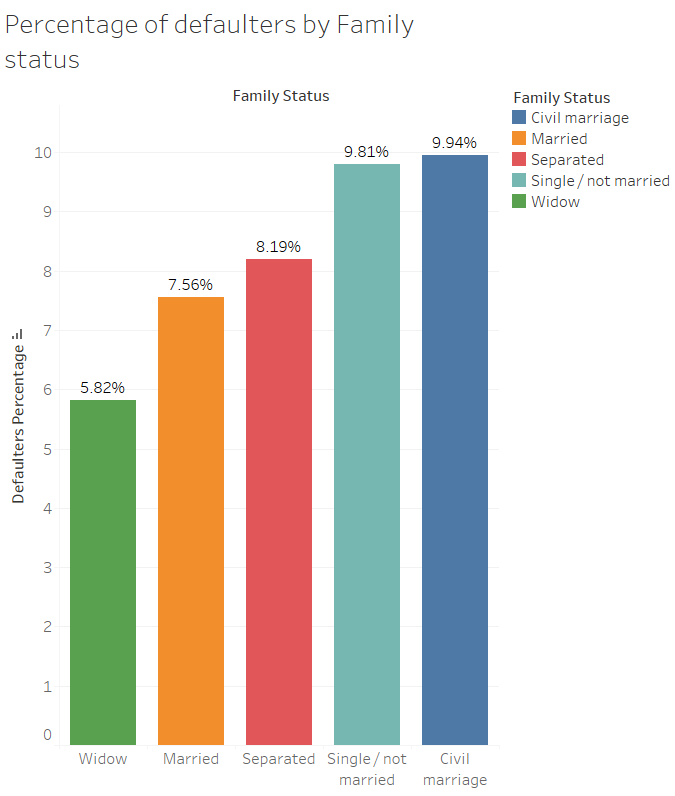 Percentage of defaulters by Family
status
Family Status
Family Status
Civil marriage
Married
Separated
Single / not married
Widow
Defaulters Percentage
10
9
8
7
6
5
4
3
2
1
0
5.82%
7.56%
8.19%
9.81%
9.94%
Widow
Married
Separated
Single / not
married
Civil
marriage